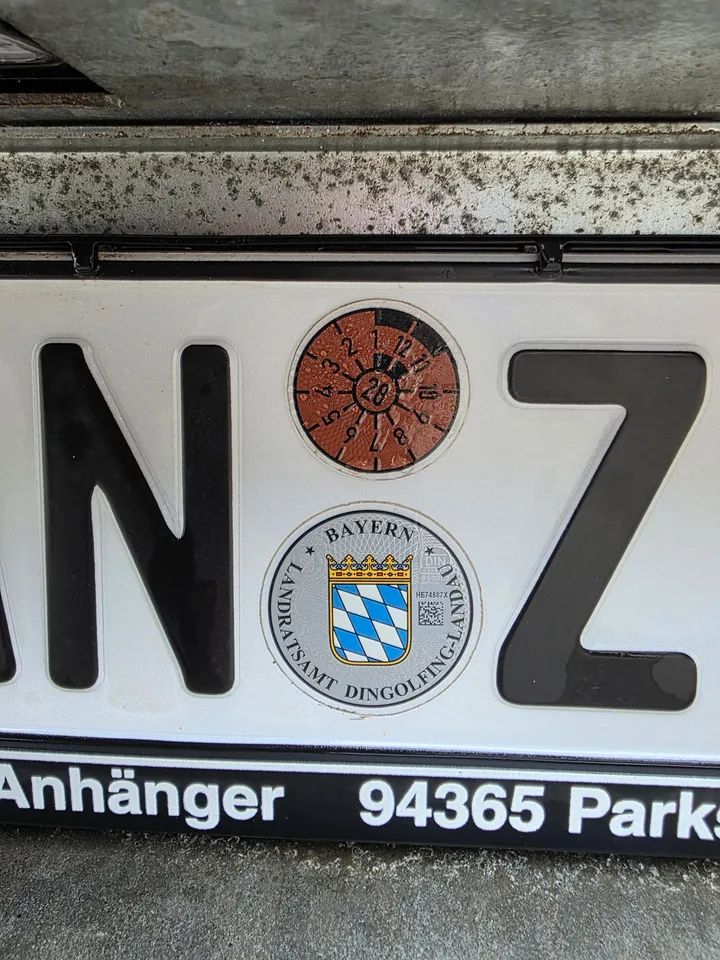 N Z
1 12 11 10 9 8 7 6 5 4 3 2
28
BAYERN
LANDRATSAMT DINGOLFING-LANDAU
DIN
HE74587X
Anhänger 94365 Parks